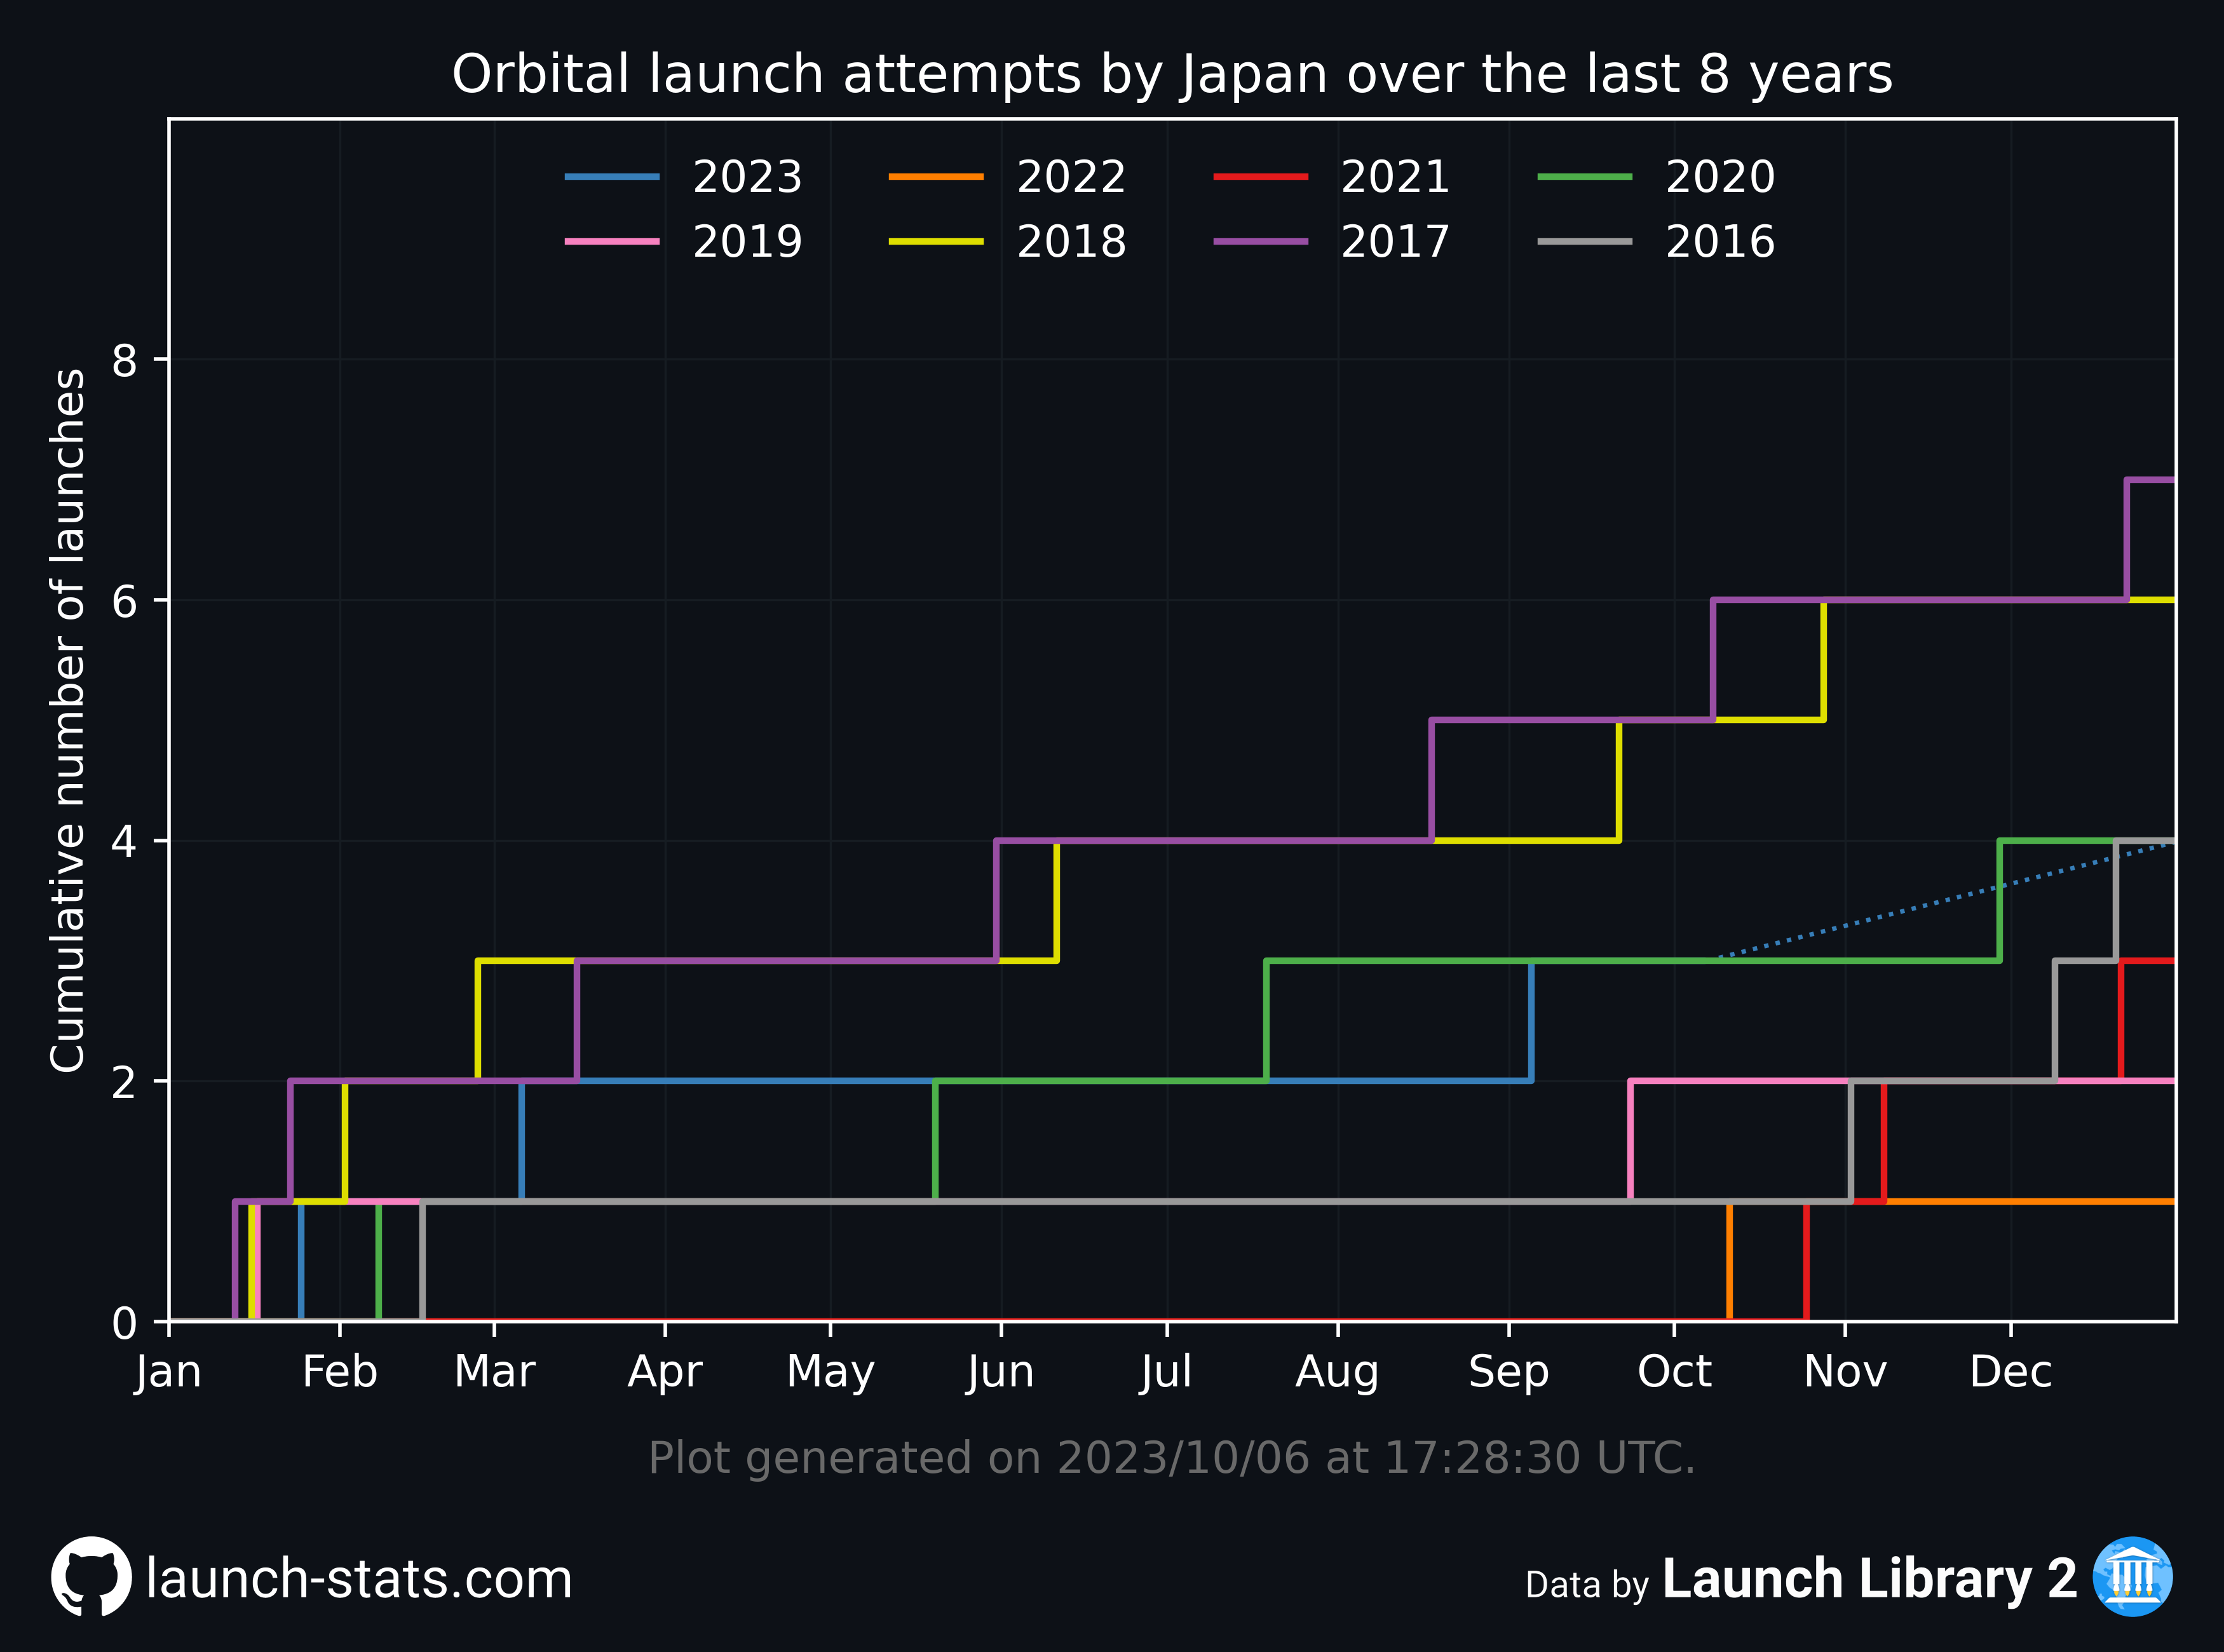 Orbital launch attempts by Japan over the last 8 years
2023 2022 2021 2020
2019 2018 2017 2016
Cumulative number of launches
8
6
4
2
0
Jan Feb Mar Apr May Jun Jul Aug Sep Oct Nov Dec
Plot generated on 2023/10/06 at 17:28:30 UTC.
launch-stats.com
Data by Launch Library 2